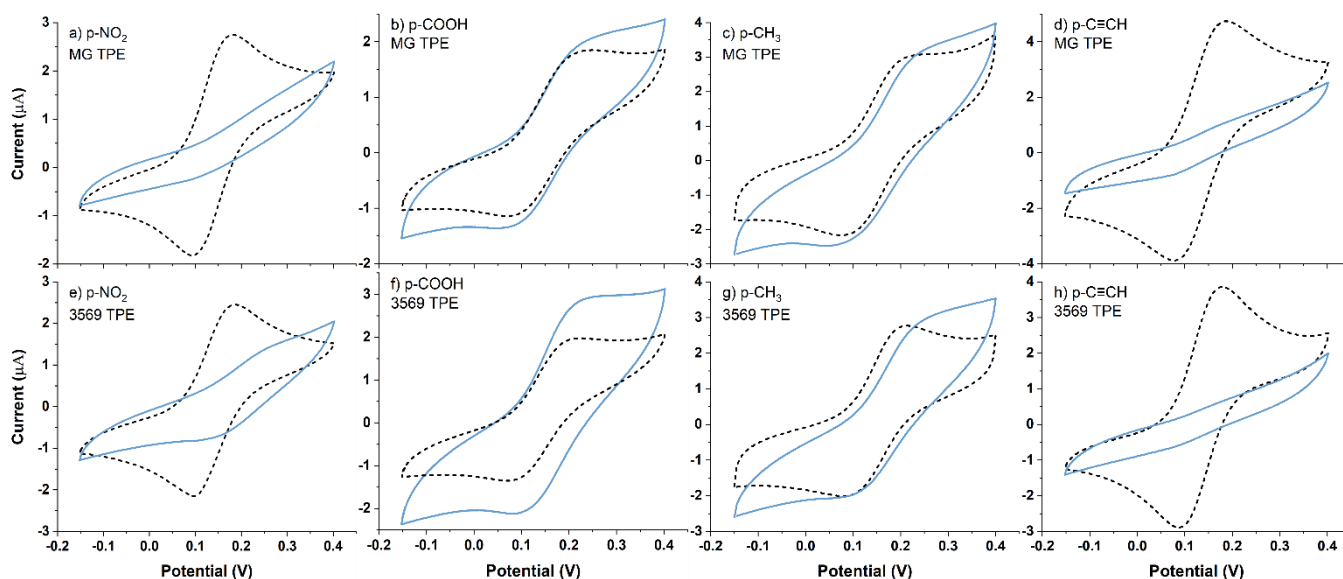 a) p-NO₂
MG TPE
b) p-COOH
MG TPE
c) p-CH₃
MG TPE
d) p-C≡CH
MG TPE
Current (µA)
3
2
1
0
-1
-2
2
1
0
-1
-2
4
3
2
1
0
-1
-2
-3
4
2
0
-2
-4
e) p-NO₂
3569 TPE
f) p-COOH
3569 TPE
g) p-CH₃
3569 TPE
h) p-C≡CH
3569 TPE
Current (µA)
3
2
1
0
-1
-2
-3
3
2
1
0
-1
-2
4
3
2
1
0
-1
-2
-3
-4
4
3
2
1
0
-1
-2
-3
-0.2 -0.1 0.0 0.1 0.2 0.3 0.4
-0.2 -0.1 0.0 0.1 0.2 0.3 0.4
-0.2 -0.1 0.0 0.1 0.2 0.3 0.4
-0.2 -0.1 0.0 0.1 0.2 0.3 0.4
Potential (V)
Potential (V)
Potential (V)
Potential (V)